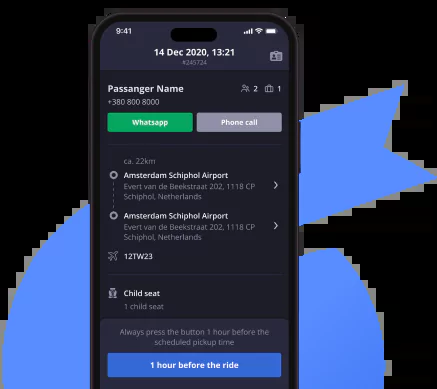 9:41
14 Dec 2020, 13:21
#245724
Passanger Name
2
1
+380 800 8000
Whatsapp
Phone call
ca. 22km
Amsterdam Schiphol Airport
Evert van de Beekstraat 202, 1118 CP
Schiphol, Netherlands
Amsterdam Schiphol Airport
Evert van de Beekstraat 202, 1118 CP
Schiphol, Netherlands
12TW23
Child seat
1 child seat
Always press the button 1 hour before the
scheduled pickup time
1 hour before the ride